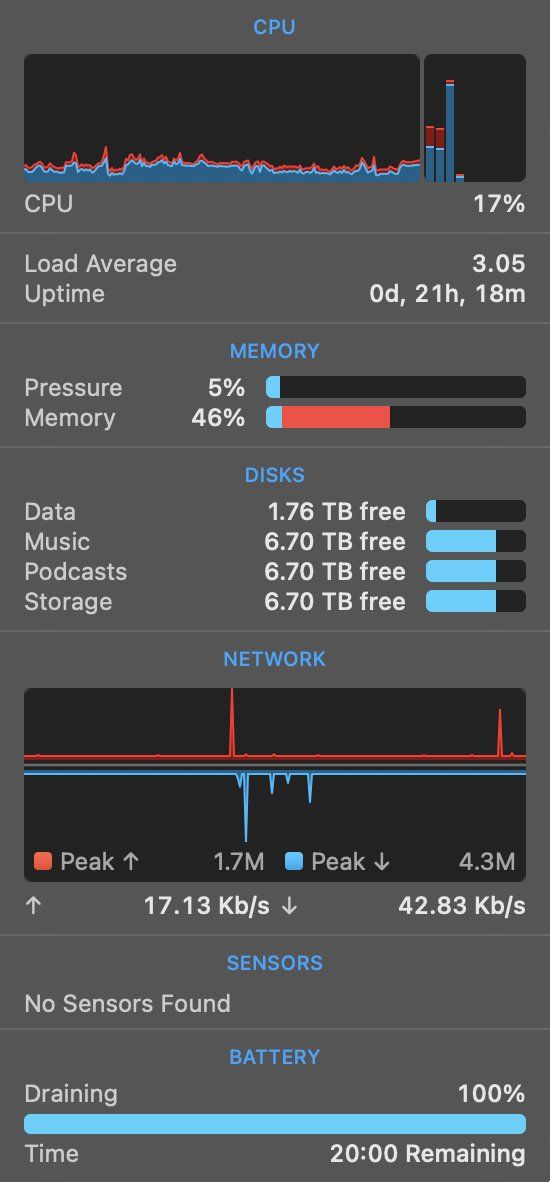 CPU
CPU 17%
Load Average 3.05
Uptime 0d, 21h, 18m
MEMORY
Pressure 5%
Memory 46%
DISKS
Data 1.76 TB free
Music 6.70 TB free
Podcasts 6.70 TB free
Storage 6.70 TB free
NETWORK
Peak ↑ 1.7M Peak ↓ 4.3M
↑ 17.13 Kb/s ↓ 42.83 Kb/s
SENSORS
No Sensors Found
BATTERY
Draining 100%
Time 20:00 Remaining